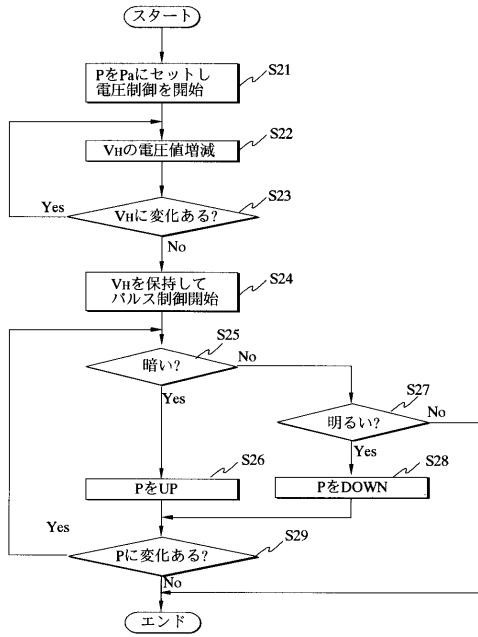 スタート
PをPaにセットし
電圧制御を開始
S21
VHの電圧値増減
S22
VHに変化ある?
S23
Yes
No
VHを保持して
パルス制御開始
S24
暗い?
S25
No
Yes
明るい?
S27
No
Yes
PをUP
S26
PをDOWN
S28
Yes
Pに変化ある?
S29
No
エンド